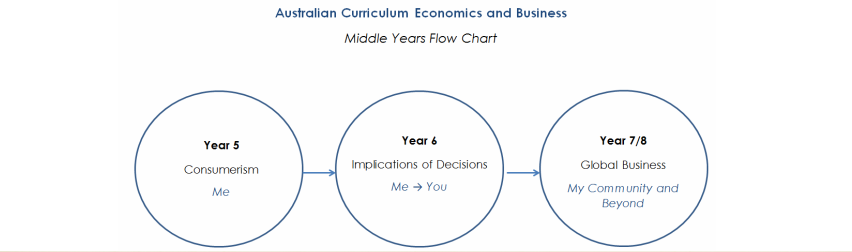 Australian Curriculum Economics and Business
Middle Years Flow Chart
Year 5
Consumerism
Me
Year 6
Implications of Decisions
Me → You
Year 7/8
Global Business
My Community and
Beyond